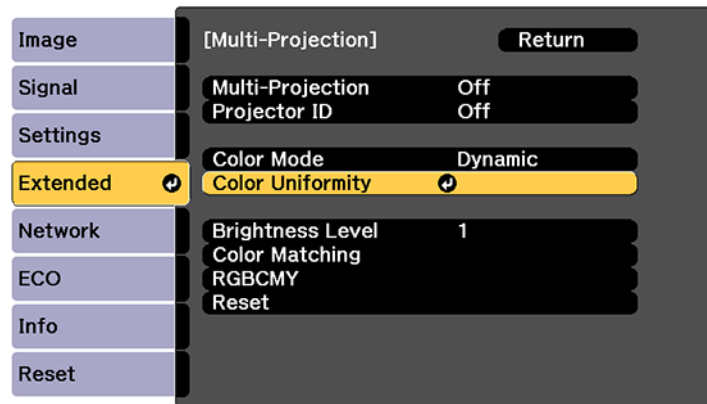 Image
Signal
Settings
Extended
Network
ECO
Info
Reset
[Multi-Projection] Return
Multi-Projection Off
Projector ID Off
Color Mode Dynamic
Color Uniformity
Brightness Level 1
Color Matching
RGBCMY
Reset